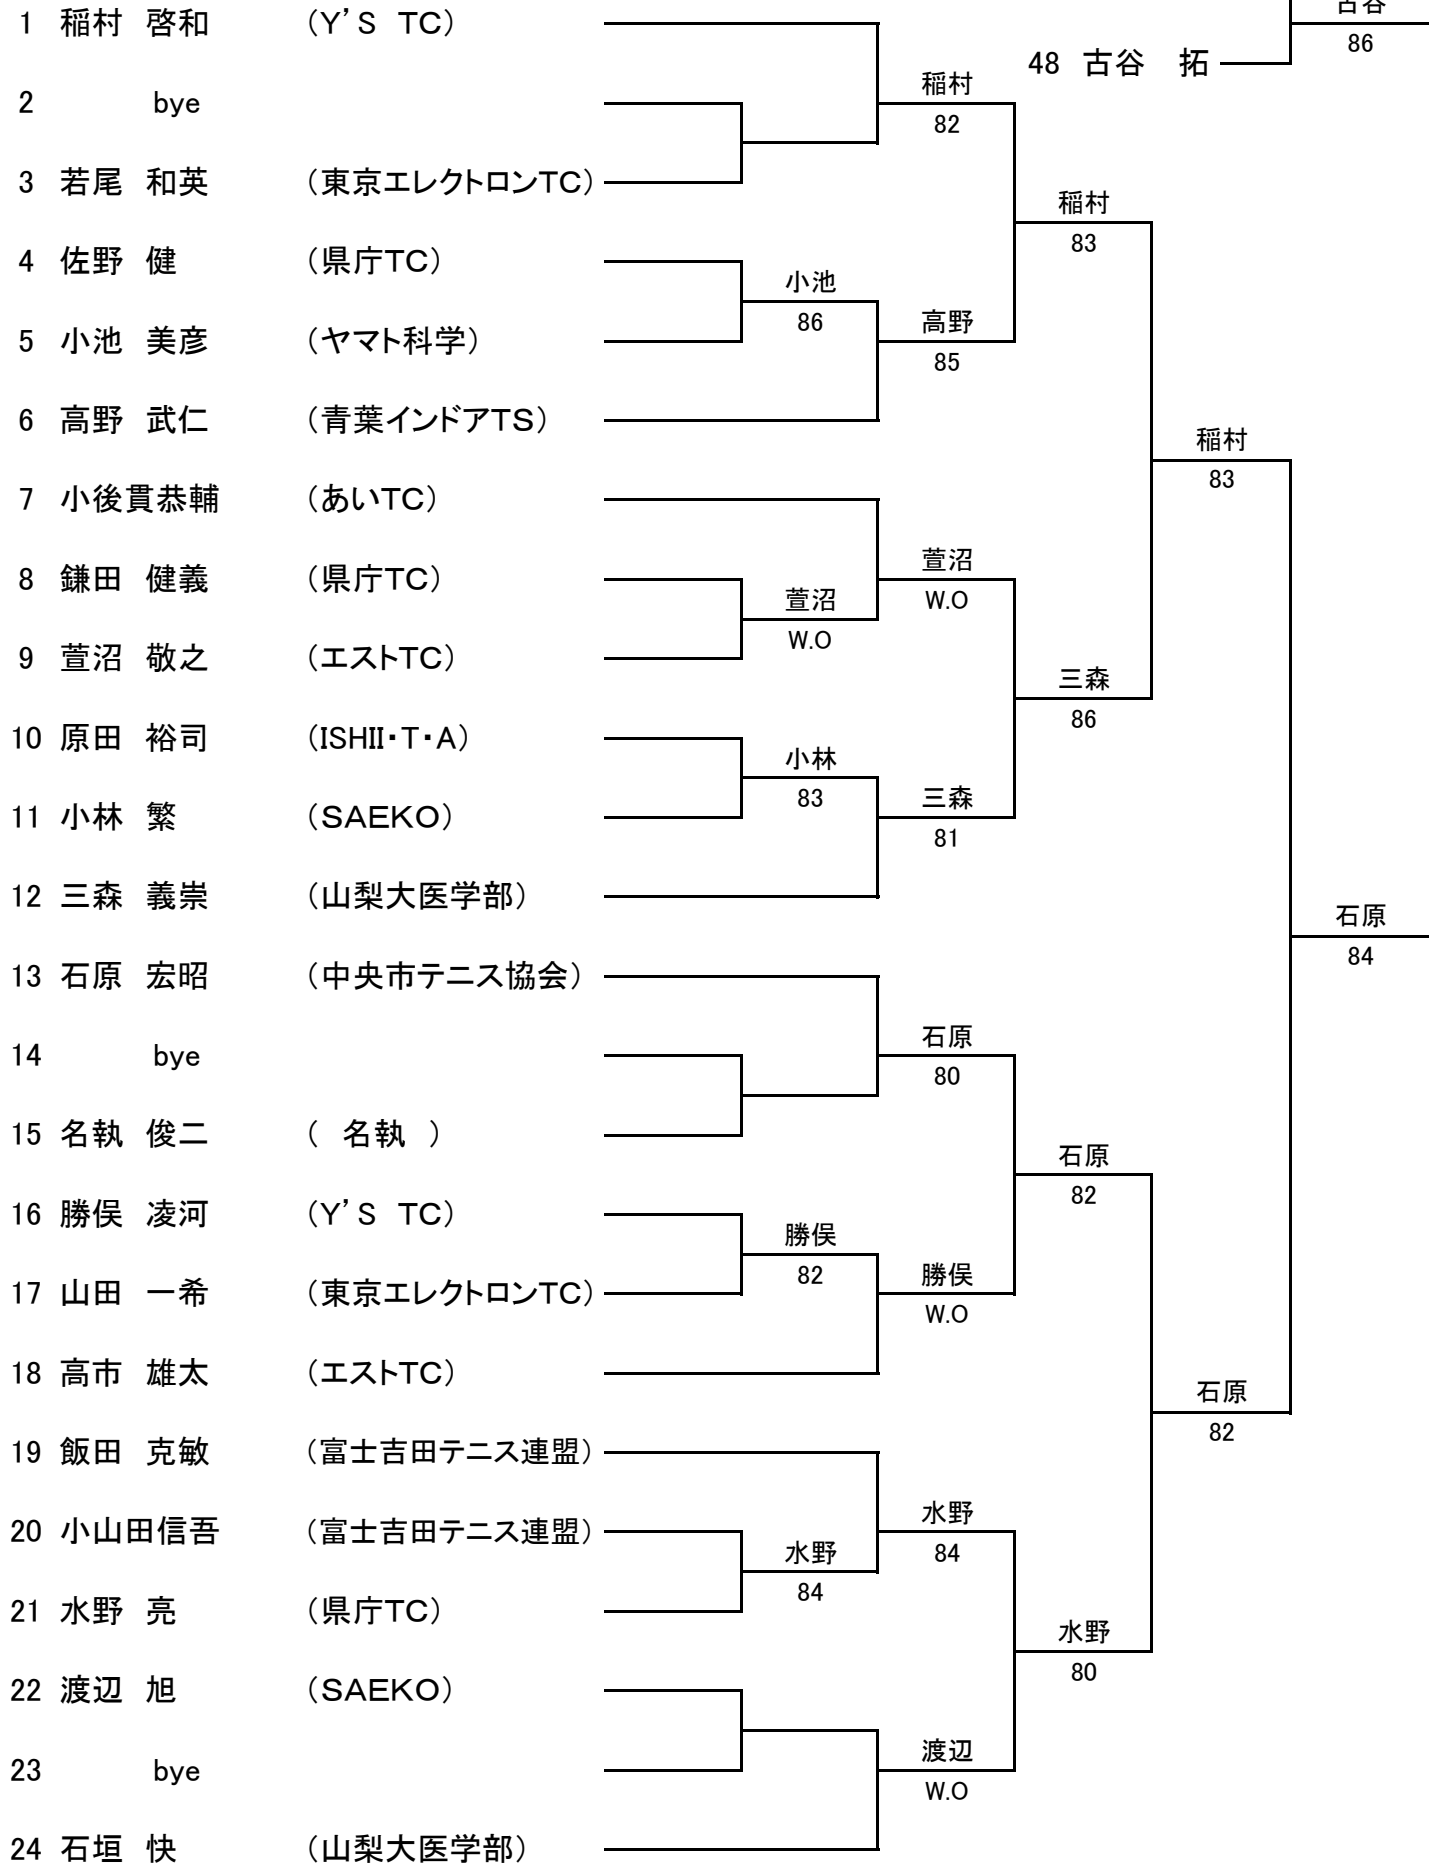 古谷
1 稲村 啓和 （Y’S TC）
86
48 古谷 拓
稲村
2 bye
82
3 若尾 和英 （東京エレクトロンTC）
稲村
83
4 佐野 健 （県庁TC）
小池
86
高野
5 小池 美彦 （ヤマト科学）
85
6 高野 武仁 （青葉インドアTS）
稲村
83
7 小後貫恭輔 （あいTC）
萱沼
8 鎌田 健義 （県庁TC）
萱沼
W.O
W.O
9 萱沼 敬之 （エストTC）
三森
86
10 原田 裕司 （ISHII・T・A）
小林
83
三森
11 小林 繁 （SAEKO）
81
12 三森 義崇 （山梨大医学部）
石原
84
13 石原 宏昭 （中央市テニス協会）
石原
14 bye
80
15 名執 俊二 （ 名執 ）
石原
82
16 勝俣 凌河 （Y’S TC）
勝俣
82
勝俣
17 山田 一希 （東京エレクトロンTC）
W.O
18 高市 雄太 （エストTC）
石原
82
19 飯田 克敏 （富士吉田テニス連盟）
水野
20 小山田信吾 （富士吉田テニス連盟）
水野
84
84
21 水野 亮 （県庁TC）
水野
80
22 渡辺 旭 （SAEKO）
渡辺
23 bye
W.O
24 石垣 快 （山梨大医学部）